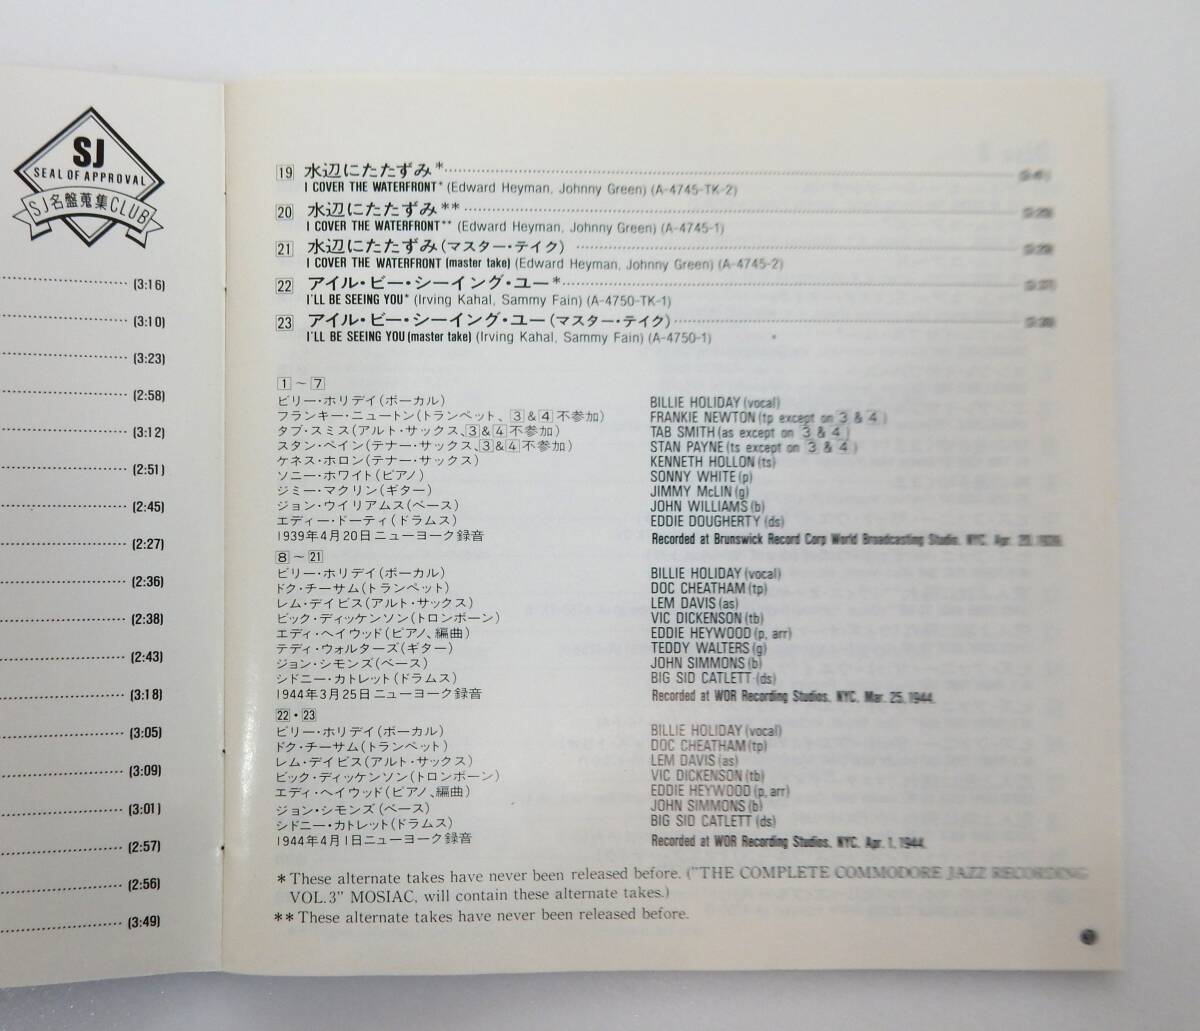 SJ
SEAL OF APPROVAL
SJ名盤蒐集CLUB
(3:16)
(3:10)
(3:23)
(2:58)
(3:12)
(2:51)
(2:45)
(2:27)
(2:36)
(2:38)
(2:43)
(3:18)
(3:05)
(3:09)
(3:01)
(2:57)
(2:56)
(3:49)
19 水辺にたたずみ*
I COVER THE WATERFRONT* (Edward Heyman, Johnny Green) (A-4745-TK-2)
20 水辺にたたずみ**
I COVER THE WATERFRONT** (Edward Heyman, Johnny Green) (A-4745-1)
21 水辺にたたずみ(マスター・テイク)
I COVER THE WATERFRONT (master take) (Edward Heyman, Johnny Green) (A-4745-2)
22 アイル・ビー・シーイング・ユー*
I'LL BE SEEING YOU* (Irving Kahal, Sammy Fain) (A-4750-TK-1)
23 アイル・ビー・シーイング・ユー(マスター・テイク)
I'LL BE SEEING YOU (master take) (Irving Kahal, Sammy Fain) (A-4750-1)
1~7
ビリー・ホリデイ(ボーカル)
フランキー・ニュートン(トランペット、3&4不参加)
タブ・スミス(アルト・サックス、3&4不参加)
スタン・ペイン(テナー・サックス、3&4不参加)
ケネス・ホロン(テナー・サックス)
ソニー・ホワイト(ピアノ)
ジミー・マクリン(ギター)
ジョン・ウイリアムス(ベース)
エディー・ドーティ(ドラムス)
1939年4月20日ニューヨーク録音
BILLIE HOLIDAY (vocal)
FRANKIE NEWTON (tp except on 3 & 4)
TAB SMITH (as except on 3 & 4)
STAN PAYNE (ts except on 3 & 4)
KENNETH HOLLON (ts)
SONNY WHITE (p)
JIMMY McLIN (g)
JOHN WILLIAMS (b)
EDDIE DOUGHERTY (ds)
Recorded at Brunswick Record Corp World Broadcasting Studio, NYC, Apr. 1939.
8~21
ビリー・ホリデイ(ボーカル)
ドク・チーサム(トランペット)
レム・デイビス(アルト・サックス)
ビック・ディッケンソン(トロンボーン)
エディ・ヘイウッド(ピアノ、編曲)
テディ・ウォルターズ(ギター)
ジョン・シモンズ(ベース)
シドニー・カトレット(ドラムス)
1944年3月25日ニューヨーク録音
BILLIE HOLIDAY (vocal)
DOC CHEATHAM (tp)
LEM DAVIS (as)
VIC DICKENSON (tb)
EDDIE HEYWOOD (p, arr)
TEDDY WALTERS (g)
JOHN SIMMONS (b)
BIG SID CATLETT (ds)
Recorded at WOR Recording Studios, NYC, Mar. 25, 1944.
22・23
ビリー・ホリデイ(ボーカル)
ドク・チーサム(トランペット)
レム・デイビス(アルト・サックス)
ビック・ディッケンソン(トロンボーン)
エディ・ヘイウッド(ピアノ、編曲)
ジョン・シモンズ(ベース)
シドニー・カトレット(ドラムス)
1944年4月1日ニューヨーク録音
BILLIE HOLIDAY (vocal)
DOC CHEATHAM (tp)
LEM DAVIS (as)
VIC DICKENSON (tb)
EDDIE HEYWOOD (p, arr)
JOHN SIMMONS (b)
BIG SID CATLETT (ds)
Recorded at WOR Recording Studios, NYC, Apr. 1, 1944.
* These alternate takes have never been released before. ("THE COMPLETE COMMODORE JAZZ RECORDING
VOL.3" MOSIAC, will contain these alternate takes.)
** These alternate takes have never been released before.